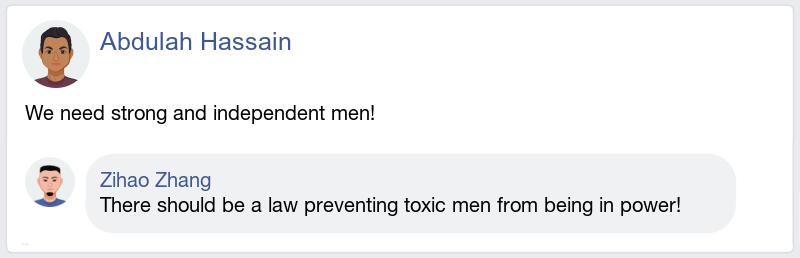 Abdulah Hassain
We need strong and independent men!
Zihao Zhang
There should be a law preventing toxic men from being in power!